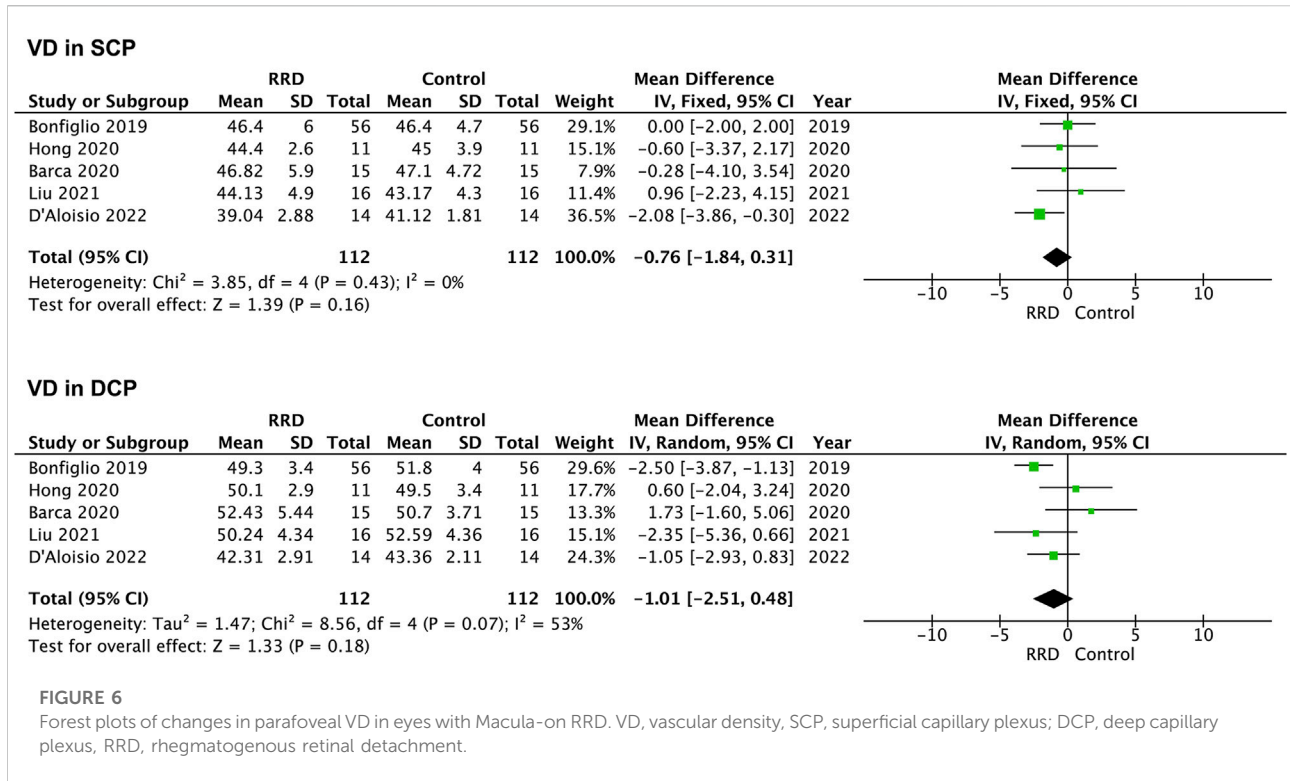 VD in SCP
RRD Control Mean Difference Mean Difference
Study or Subgroup Mean SD Total Mean SD Total Weight IV, Fixed, 95% CI Year IV, Fixed, 95% CI
Bonfiglio 2019 46.4 6 56 46.4 4.7 56 29.1% 0.00 [−2.00, 2.00] 2019
Hong 2020 44.4 2.6 11 45 3.9 11 15.1% −0.60 [−3.37, 2.17] 2020
Barca 2020 46.82 5.9 15 47.1 4.72 15 7.9% −0.28 [−4.10, 3.54] 2020
Liu 2021 44.13 4.9 16 43.17 4.3 16 11.4% 0.96 [−2.23, 4.15] 2021
D'Aloisio 2022 39.04 2.88 14 41.12 1.81 14 36.5% −2.08 [−3.86, −0.30] 2022
Total (95% CI) 112 112 100.0% −0.76 [−1.84, 0.31]
Heterogeneity: Chi² = 3.85, df = 4 (P = 0.43); I² = 0%
Test for overall effect: Z = 1.39 (P = 0.16)
−10 −5 0 5 10
RRD Control
VD in DCP
RRD Control Mean Difference Mean Difference
Study or Subgroup Mean SD Total Mean SD Total Weight IV, Random, 95% CI Year IV, Random, 95% CI
Bonfiglio 2019 49.3 3.4 56 51.8 4 56 29.6% −2.50 [−3.87, −1.13] 2019
Hong 2020 50.1 2.9 11 49.5 3.4 11 17.7% 0.60 [−2.04, 3.24] 2020
Barca 2020 52.43 5.44 15 50.7 3.71 15 13.3% 1.73 [−1.60, 5.06] 2020
Liu 2021 50.24 4.34 16 52.59 4.36 16 15.1% −2.35 [−5.36, 0.66] 2021
D'Aloisio 2022 42.31 2.91 14 43.36 2.11 14 24.3% −1.05 [−2.93, 0.83] 2022
Total (95% CI) 112 112 100.0% −1.01 [−2.51, 0.48]
Heterogeneity: Tau² = 1.47; Chi² = 8.56, df = 4 (P = 0.07); I² = 53%
Test for overall effect: Z = 1.33 (P = 0.18)
−10 −5 0 5 10
RRD Control
FIGURE 6
Forest plots of changes in parafoveal VD in eyes with Macula-on RRD. VD, vascular density, SCP, superficial capillary plexus; DCP, deep capillary
plexus, RRD, rhegmatogenous retinal detachment.